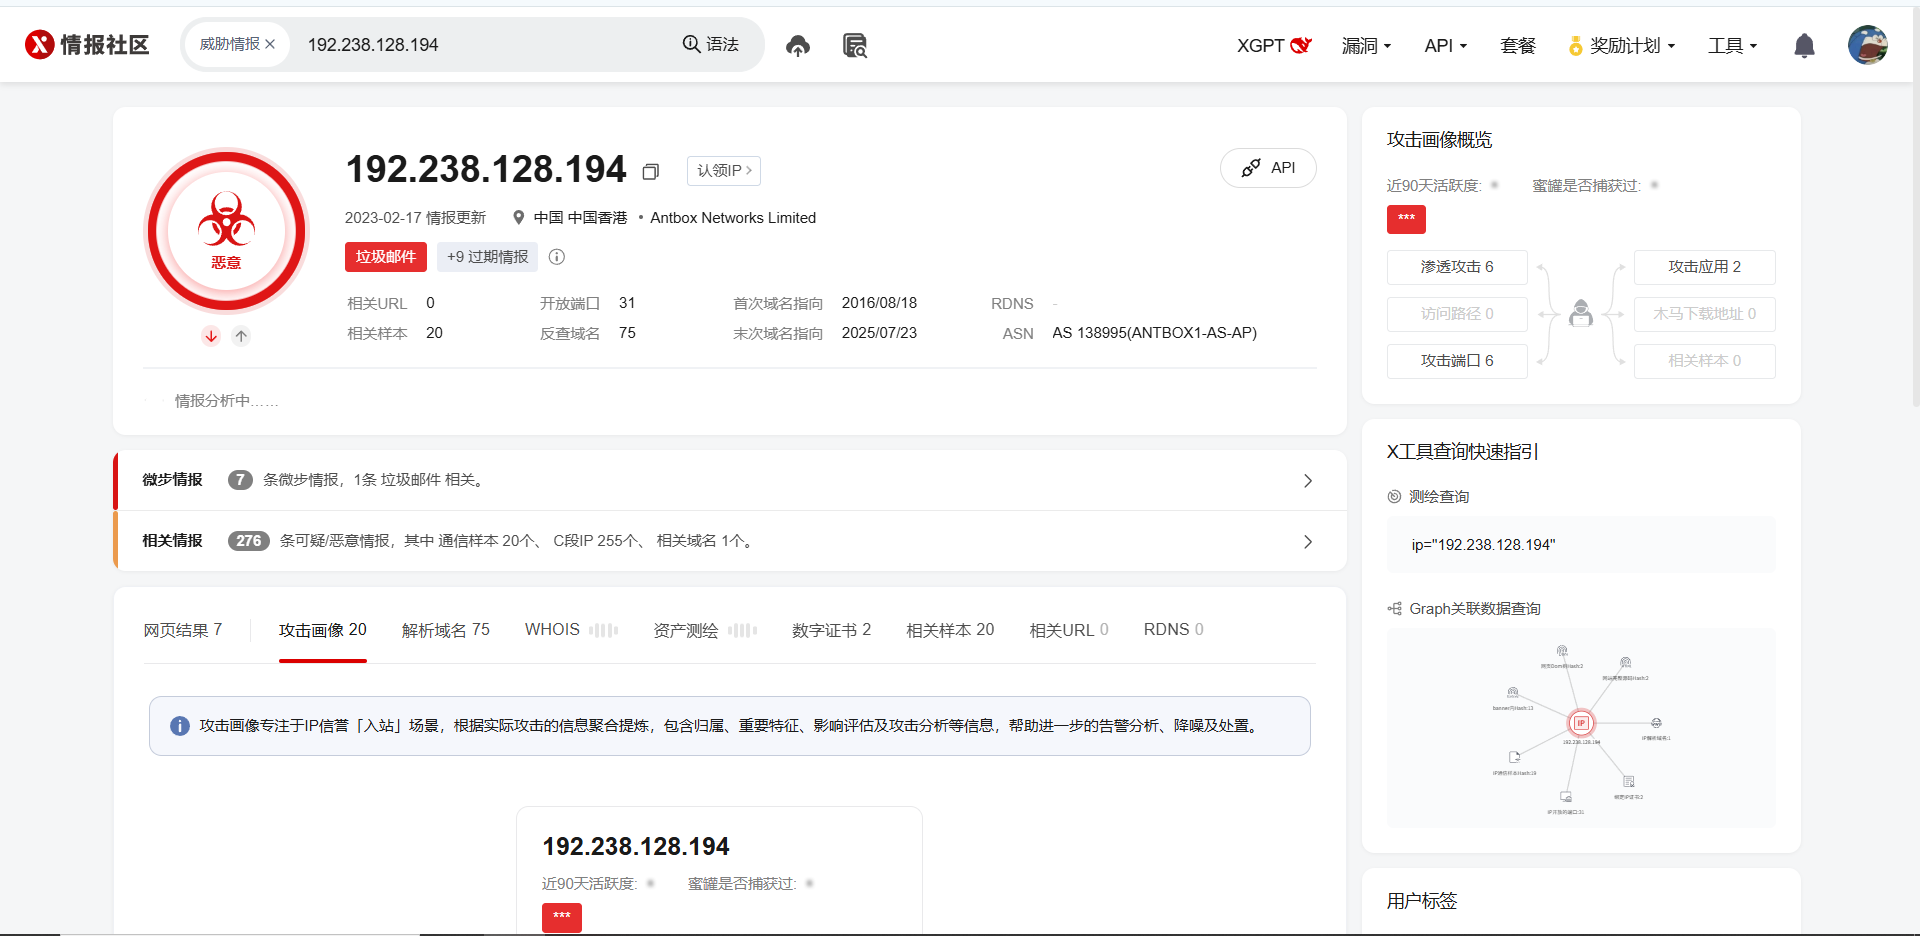 情报社区
威胁情报 ×
192.238.128.194
语法
XGPT
漏洞
API
套餐
奖励计划
工具
恶意
192.238.128.194
认领IP >
API
2023-02-17 情报更新
中国 中国香港 • Antbox Networks Limited
垃圾邮件
+9 过期情报
相关URL 0
开放端口 31
首次域名指向 2016/08/18
RDNS -
相关样本 20
反查域名 75
末次域名指向 2025/07/23
ASN AS 138995(ANTBOX1-AS-AP)
情报分析中......
微步情报 7 条微步情报，1条 垃圾邮件 相关。
相关情报 276 条可疑/恶意情报，其中 通信样本 20个、 C段IP 255个、 相关域名 1个。
网页结果 7
攻击画像 20
解析域名 75
WHOIS
资产测绘
数字证书 2
相关样本 20
相关URL 0
RDNS 0
攻击画像专注于IP信誉「入站」场景，根据实际攻击的信息聚合提炼，包含归属、重要特征、影响评估及攻击分析等信息，帮助进一步的告警分析、降噪及处置。
192.238.128.194
近90天活跃度:
蜜罐是否捕获过:
***
攻击画像概览
近90天活跃度:
蜜罐是否捕获过:
***
渗透攻击 6
攻击应用 2
访问路径 0
木马下载地址 0
攻击端口 6
相关样本 0
X工具查询快速指引
测绘查询
ip="192.238.128.194"
Graph关联数据查询
IP
192.238.128.194
用户标签